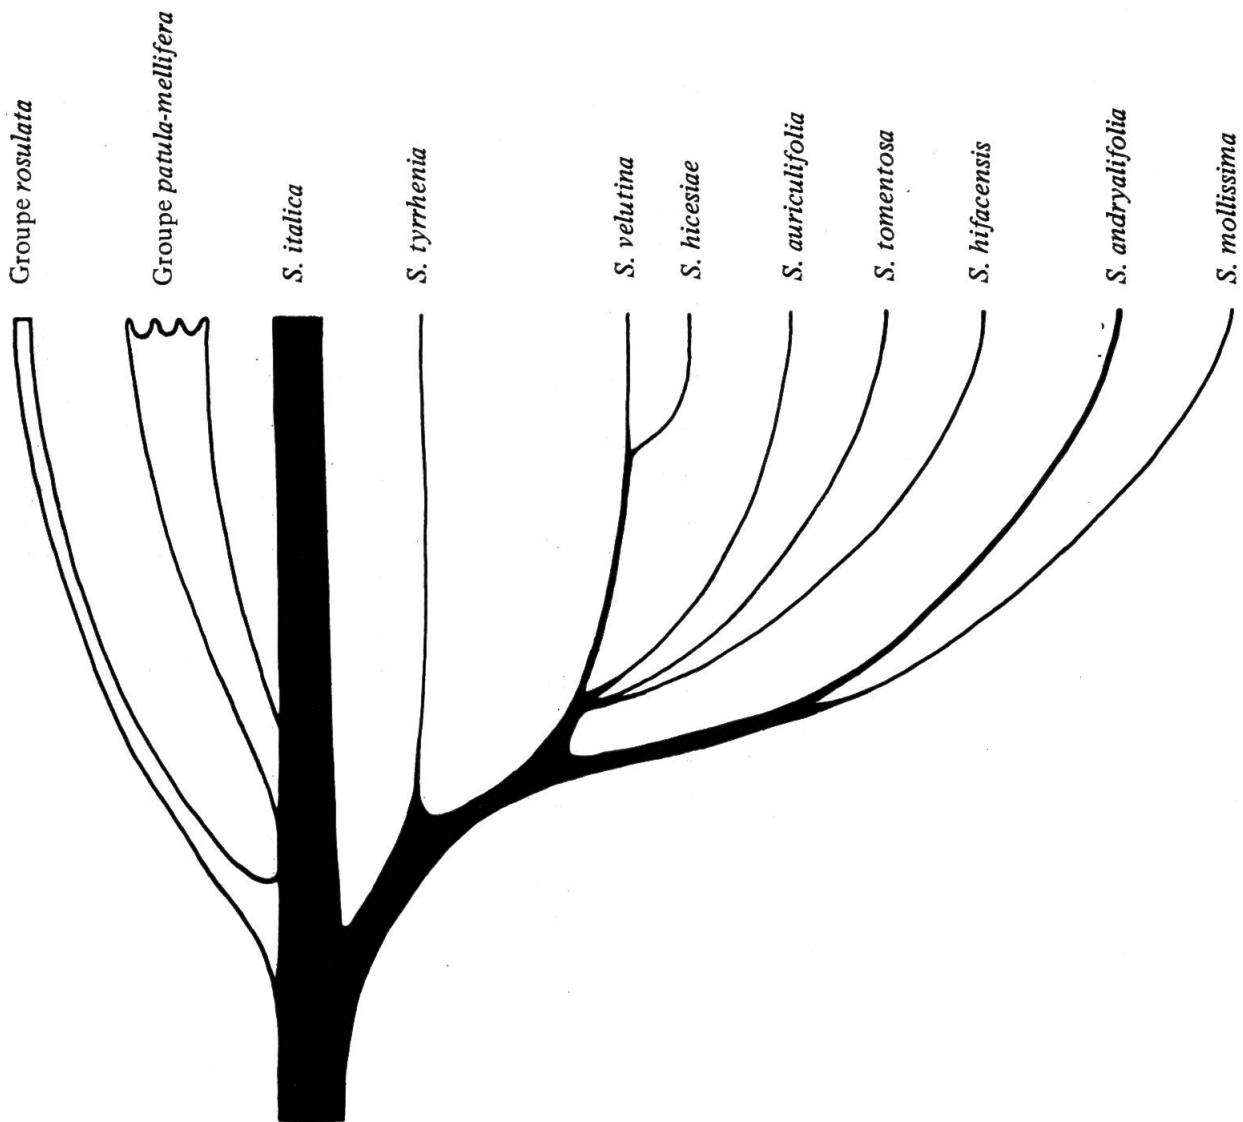 Groupe rosulata
Groupe patula-mellifera
S. italica
S. tyrrhenia
S. velutina
S. hicesiae
S. auriculifolia
S. tomentosa
S. hifacensis
S. andryalifolia
S. mollissima